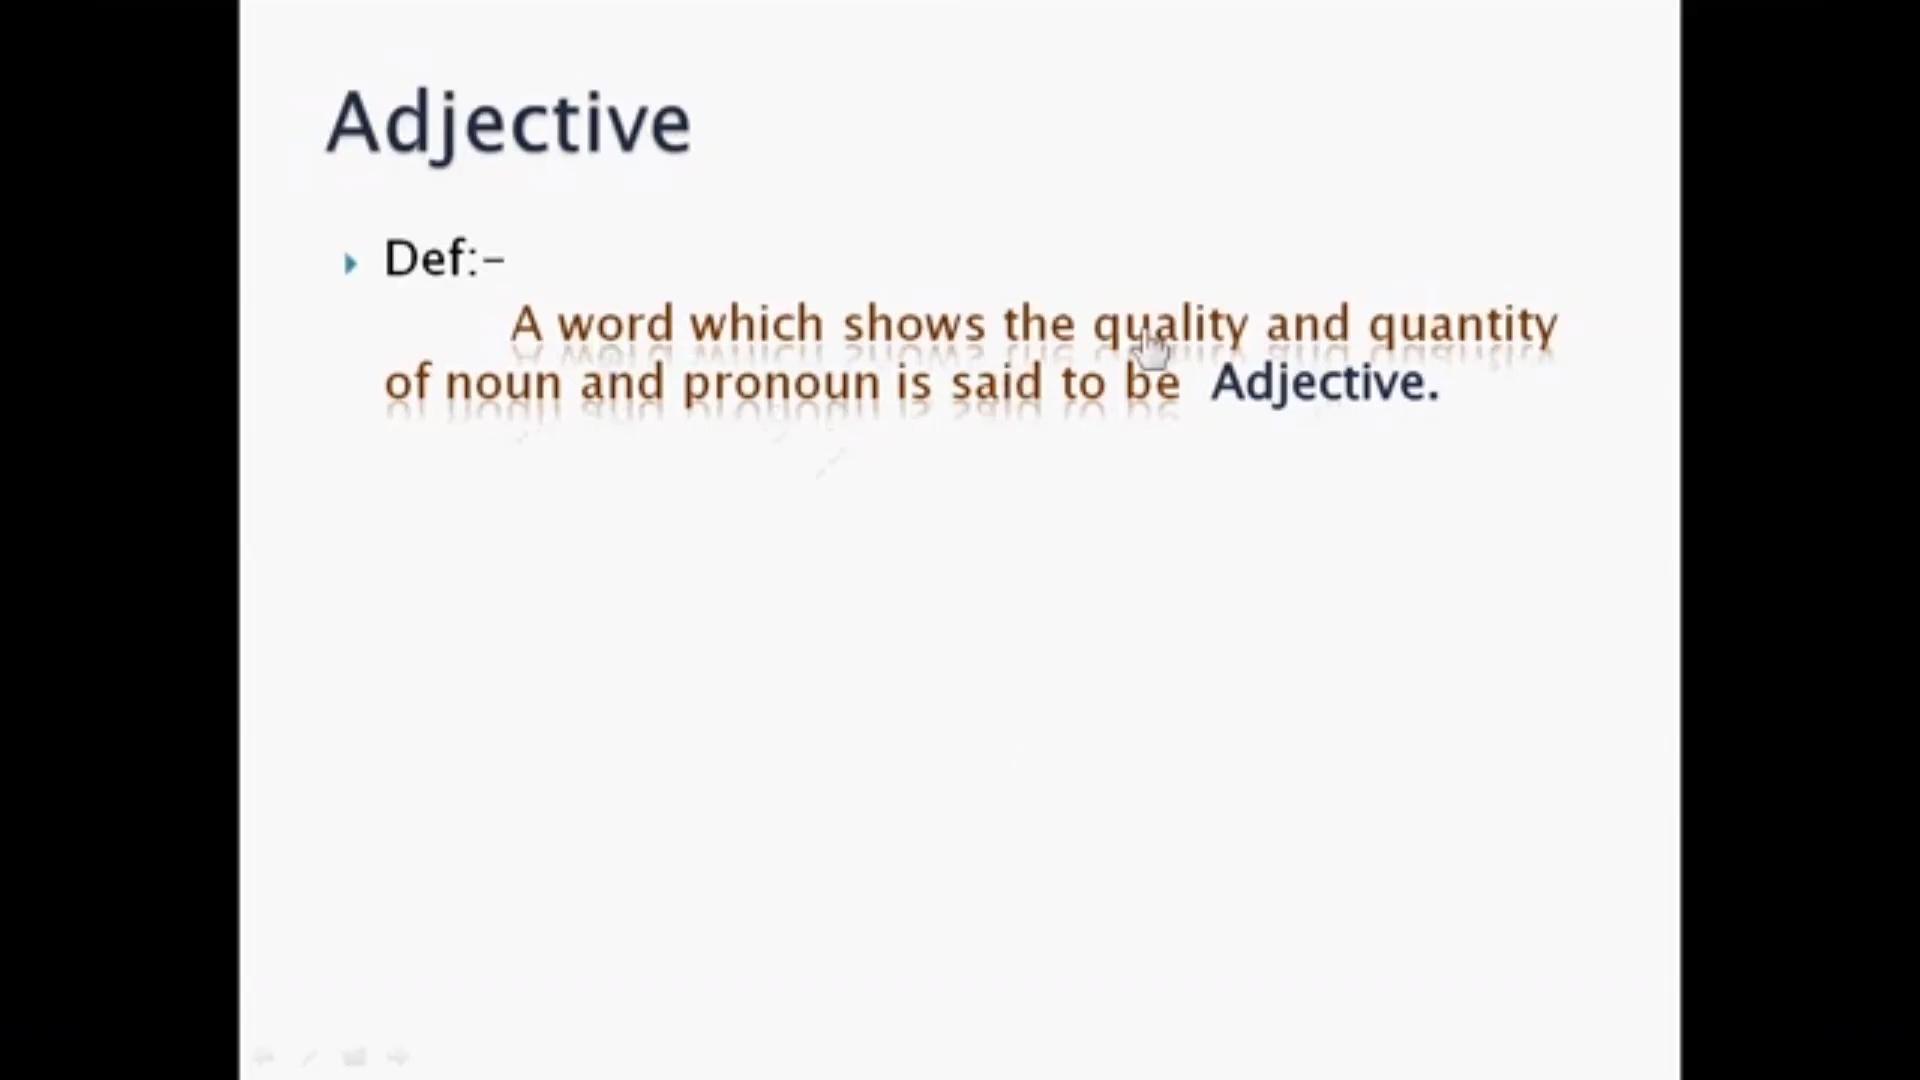 Adjective
Def:-
A word which shows the quality and quantity
of noun and pronoun is said to be Adjective.